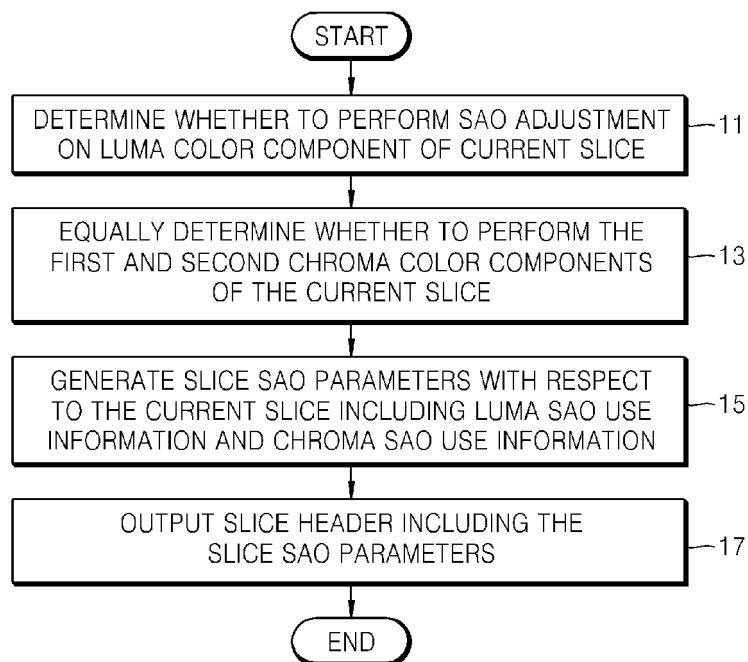 START
DETERMINE WHETHER TO PERFORM SAO ADJUSTMENT
ON LUMA COLOR COMPONENT OF CURRENT SLICE
11
EQUALLY DETERMINE WHETHER TO PERFORM THE
FIRST AND SECOND CHROMA COLOR COMPONENTS
OF THE CURRENT SLICE
13
GENERATE SLICE SAO PARAMETERS WITH RESPECT
TO THE CURRENT SLICE INCLUDING LUMA SAO USE
INFORMATION AND CHROMA SAO USE INFORMATION
15
OUTPUT SLICE HEADER INCLUDING THE
SLICE SAO PARAMETERS
17
END